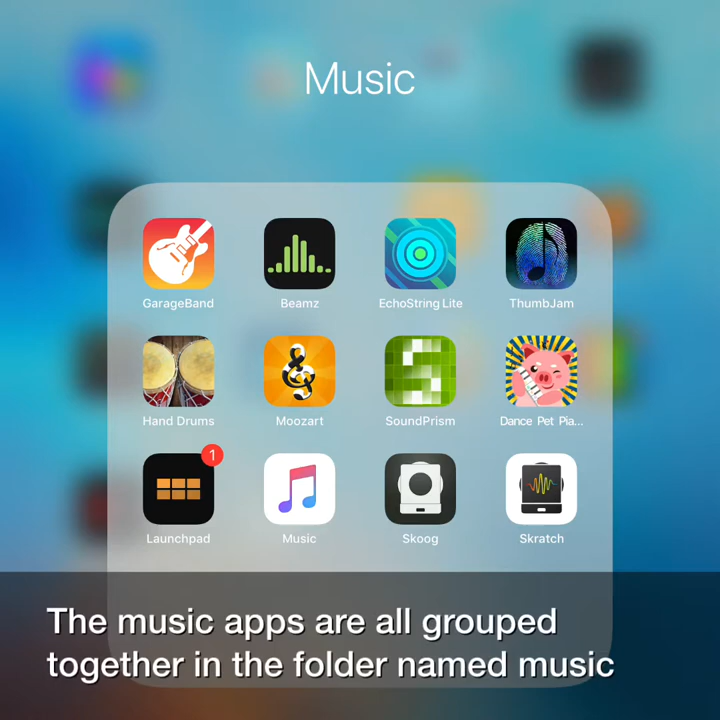 Music
GarageBand
Beamz
EchoString Lite
ThumbJam
Hand Drums
Moozart
SoundPrism
Dance Pet Pia...
1
Launchpad
Music
Skoog
Skratch
The music apps are all grouped
together in the folder named music